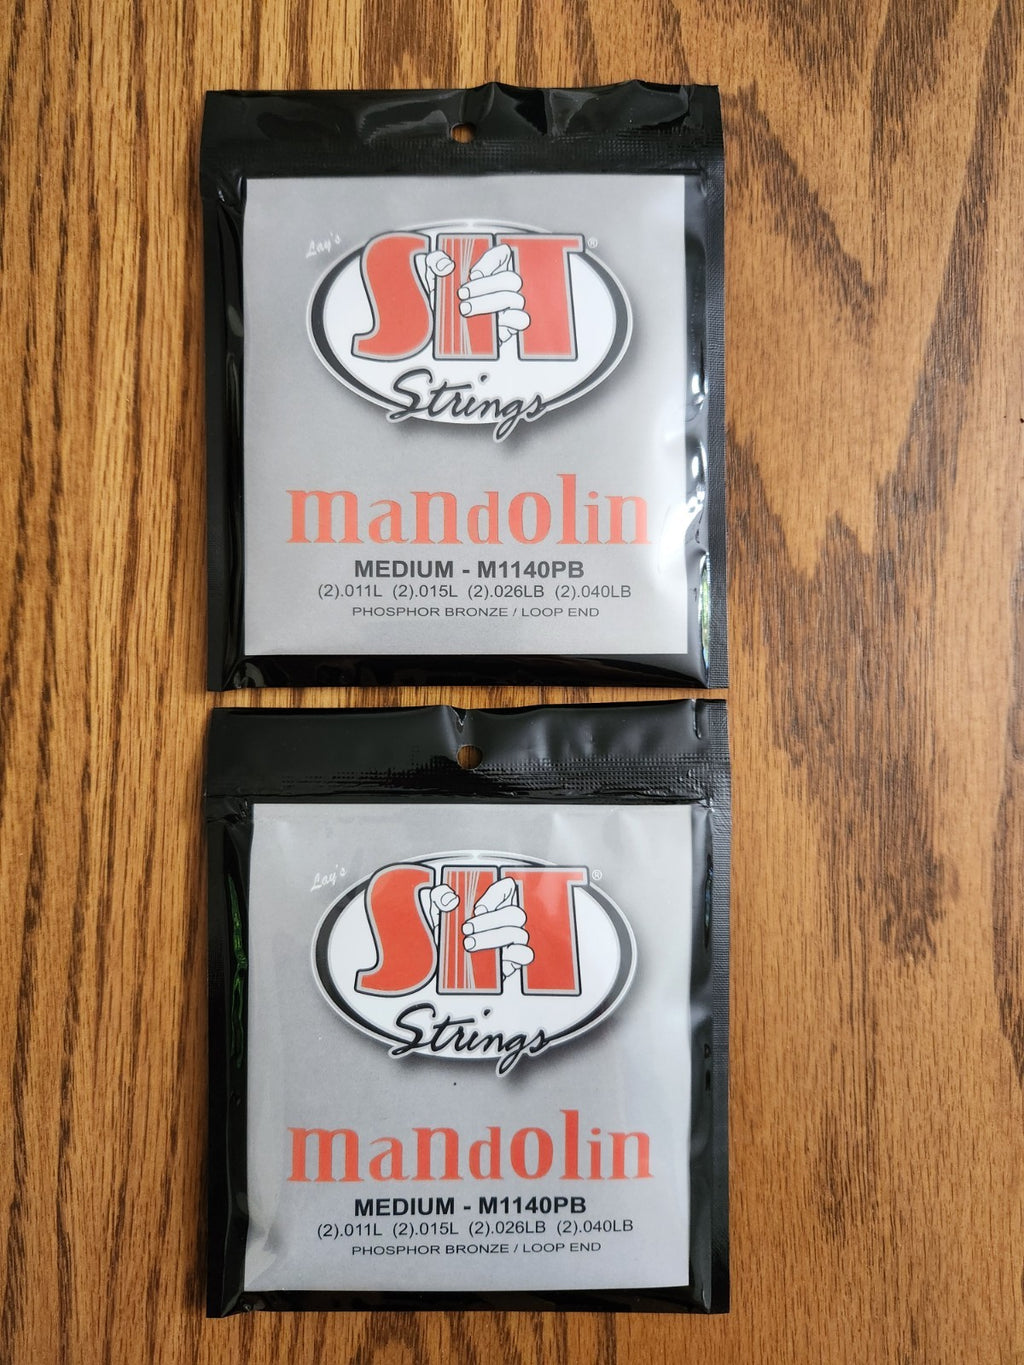 Lay's
SIT®
Strings
mandolin
MEDIUM - M1140PB
(2).011L (2).015L (2).026LB (2).040LB
PHOSPHOR BRONZE / LOOP END
Lay's
SIT®
Strings
mandolin
MEDIUM - M1140PB
(2).011L (2).015L (2).026LB (2).040LB
PHOSPHOR BRONZE / LOOP END